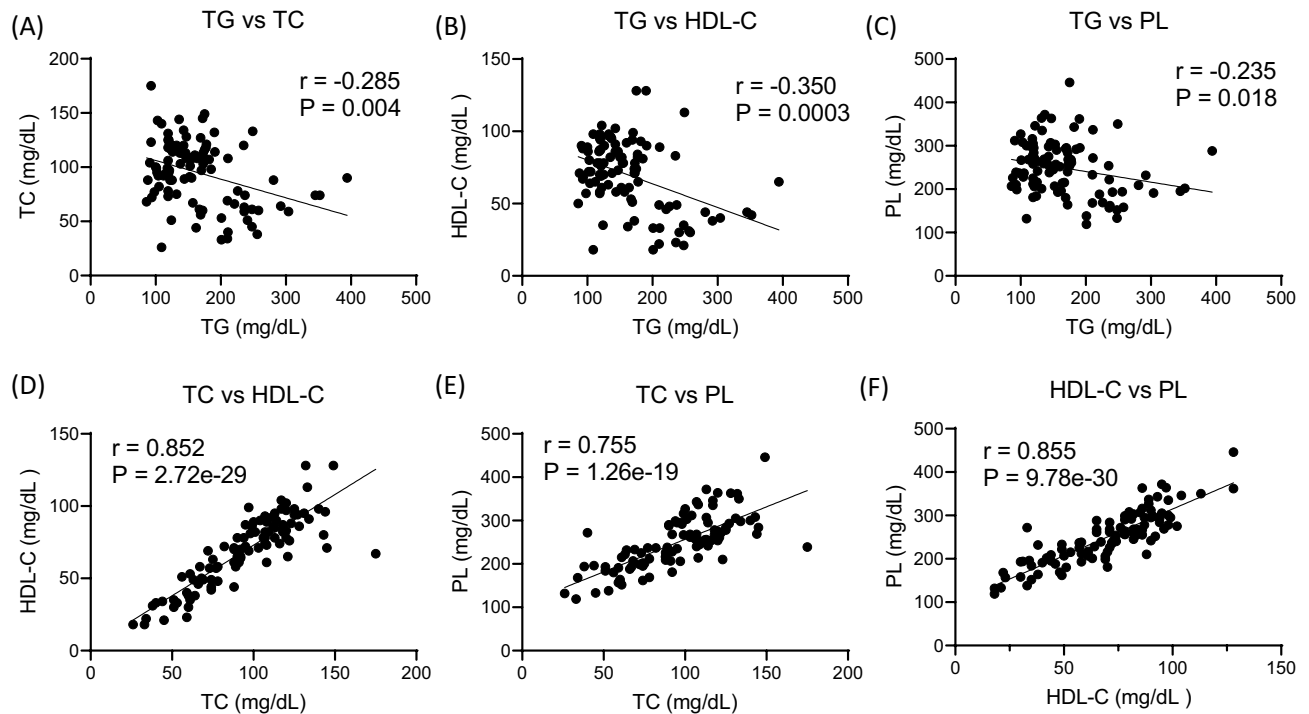 (A)
TG vs TC
r = -0.285
P = 0.004
200
150
100
50
0
TC (mg/dL)
0 100 200 300 400 500
TG (mg/dL)
(B)
TG vs HDL-C
r = -0.350
P = 0.0003
150
100
50
0
HDL-C (mg/dL)
0 100 200 300 400 500
TG (mg/dL)
(C)
TG vs PL
r = -0.235
P = 0.018
500
400
300
200
100
0
PL (mg/dL)
0 100 200 300 400 500
TG (mg/dL)
(D)
TC vs HDL-C
r = 0.852
P = 2.72e-29
150
100
50
0
HDL-C (mg/dL )
0 50 100 150 200
TC (mg/dL)
(E)
TC vs PL
r = 0.755
P = 1.26e-19
500
400
300
200
100
0
PL (mg/dL)
0 50 100 150 200
TC (mg/dL)
(F)
HDL-C vs PL
r = 0.855
P = 9.78e-30
500
400
300
200
100
0
PL (mg/dL)
0 50 100 150
HDL-C (mg/dL )